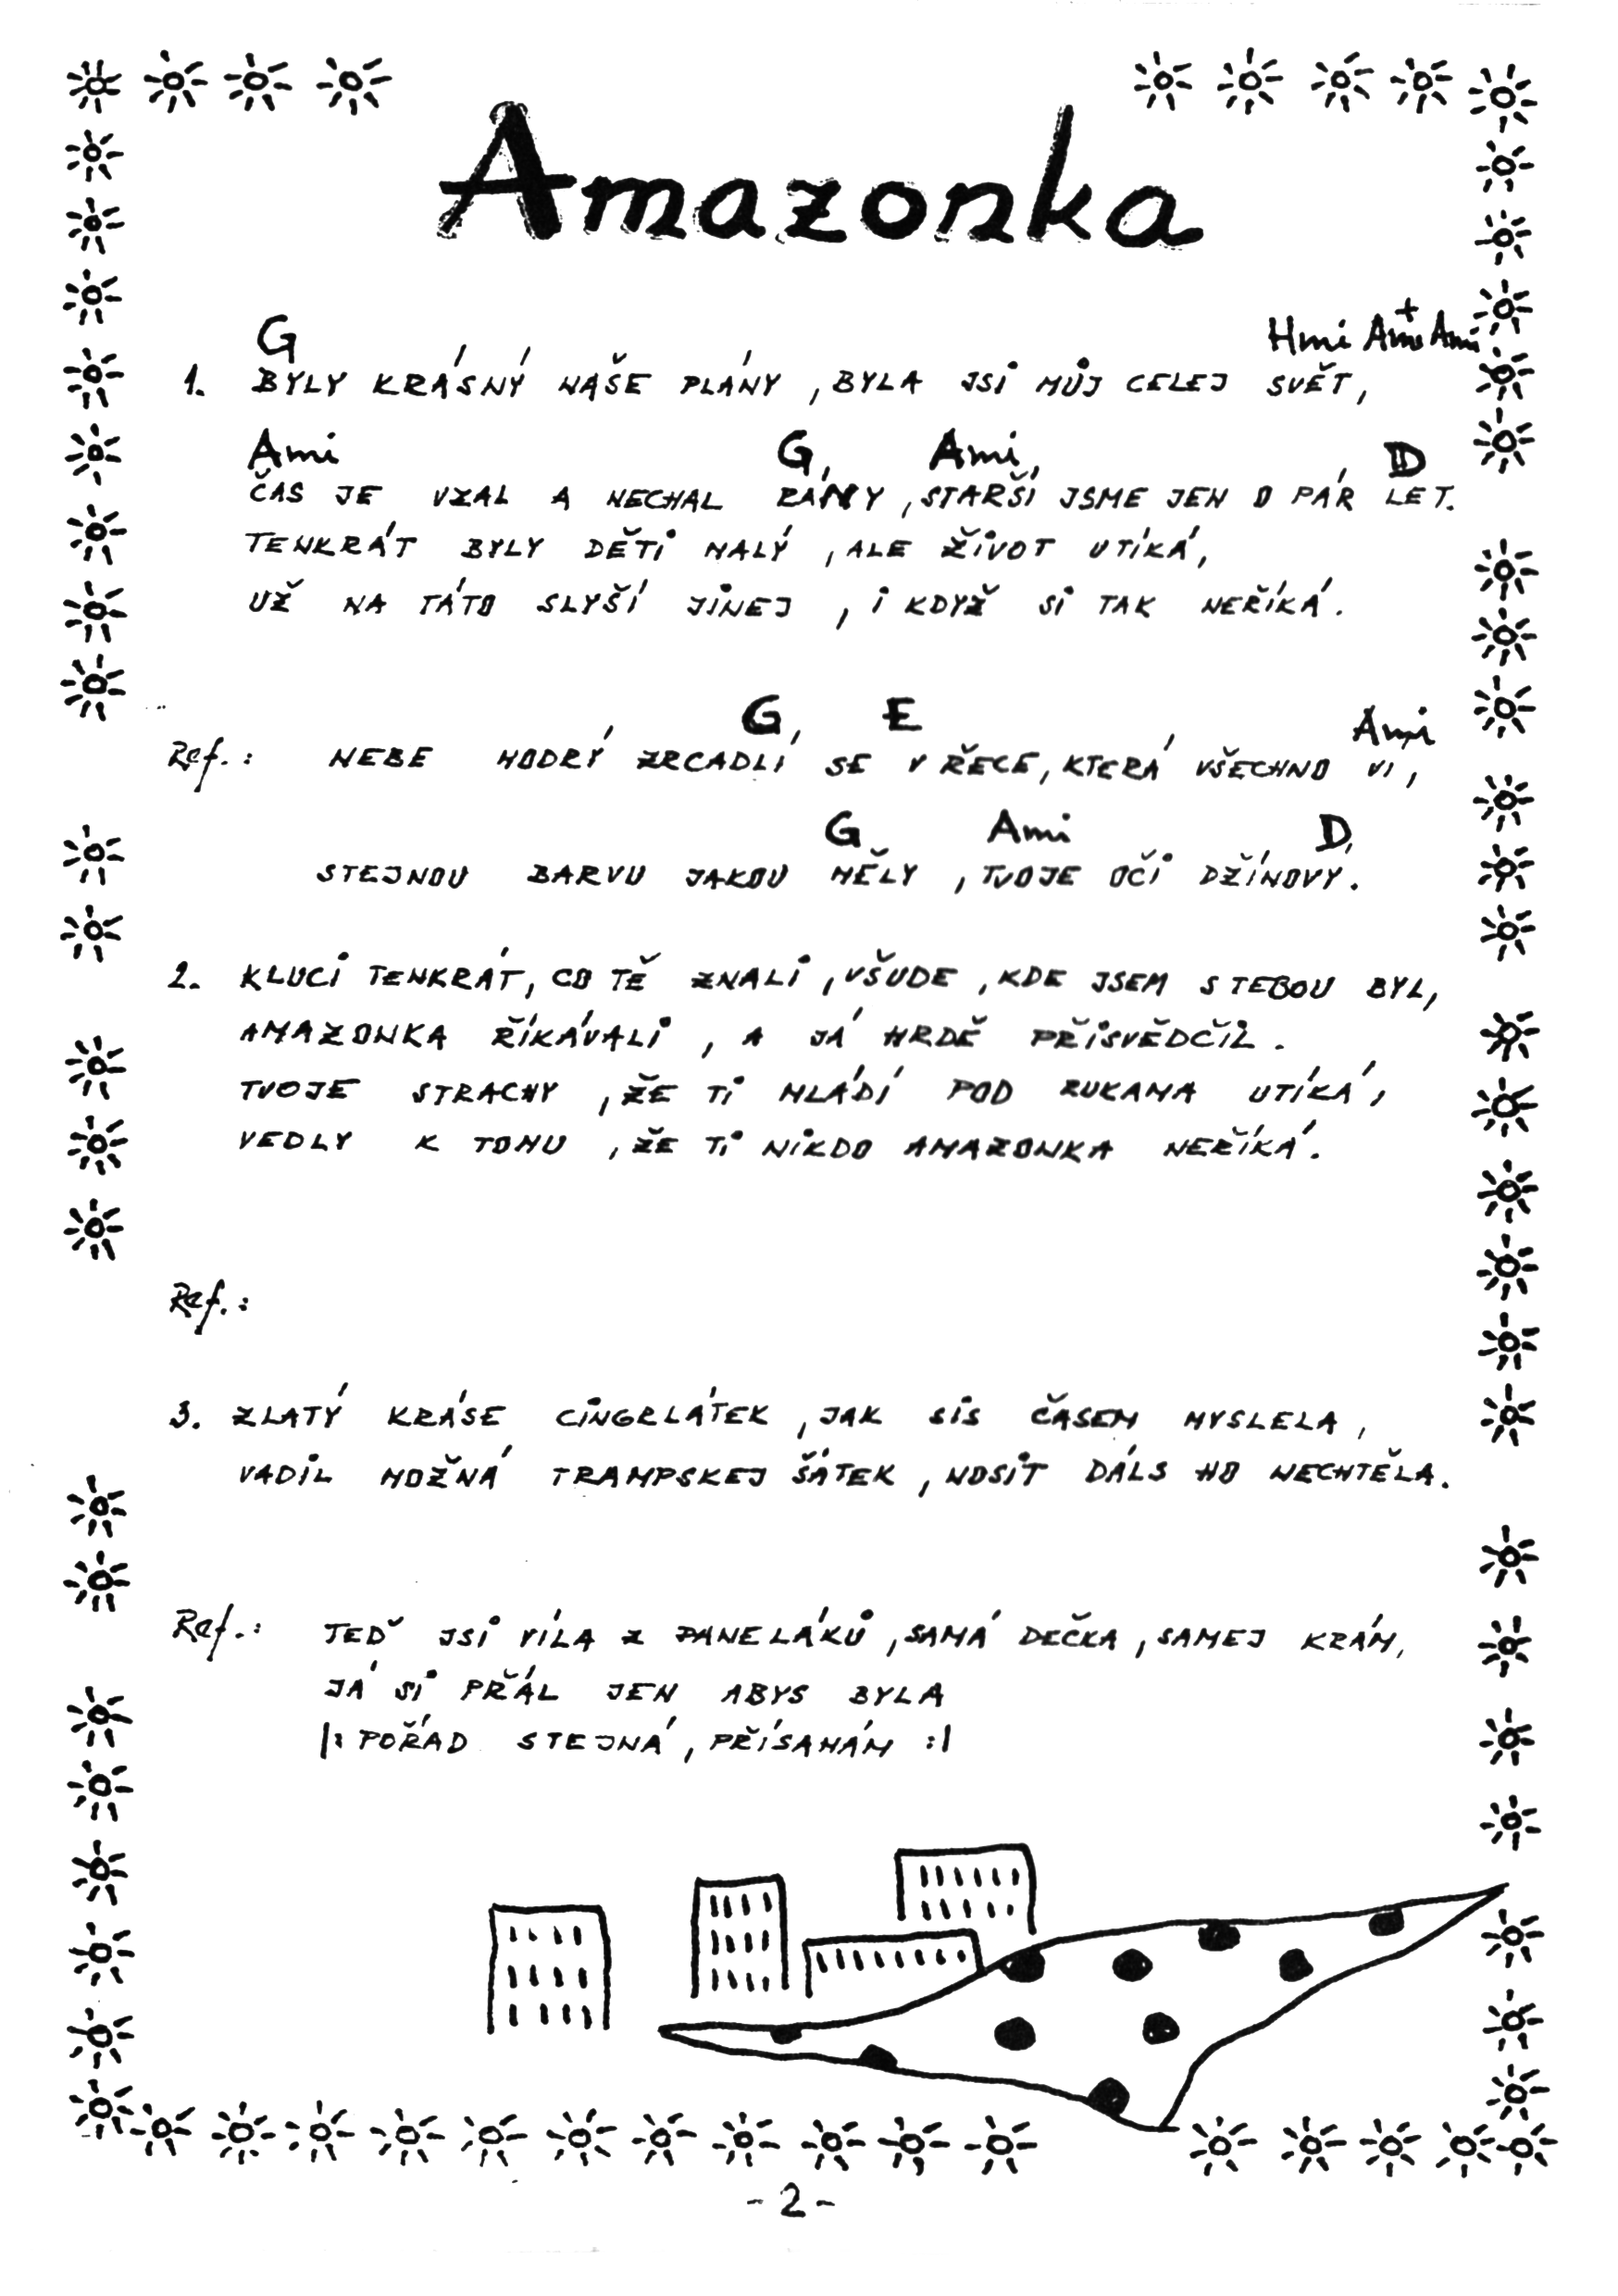 Amazonka
G Hmi Ami+ Ami
1. BYLY KRÁSNÝ NAŠE PLÁNY, BYLA JSI MŮJ CELEJ SVĚT,
Ami G Ami D
ČAS JE VZAL A NECHAL RÁNY, STARŠÍ JSME JEN O PÁR LET.
TENKRÁT BYLY DĚTI MALÝ, ALE ŽIVOT UTÍKÁ,
UŽ NA TÁTO SLYŠÍ JINEJ, I KDYŽ SI TAK NEŘÍKÁ.
G E Ami
Ref.: NEBE MODRÝ ZRCADLÍ SE V ŘECE, KTERÁ VŠECHNO VÍ,
G Ami D
STEJNOU BARVU JAKOU MĚLY, TVOJE OČI DŽÍNOVÝ.
2. KLUCI TENKRÁT, CO TĚ ZNALI, VŠUDE, KDE JSEM S TEBOU BYL,
AMAZONKA ŘÍKÁVALI, A JÁ HRDĚ PŘISVĚDČIL.
TVOJE STRACHY, ŽE TI MLÁDÍ POD RUKAMA UTÍKÁ,
VEDLY K TOMU, ŽE TI NIKDO AMAZONKA NEŘÍKÁ.
Ref.:
3. ZLATÝ KRÁSE CINGRLÁTEK, JAK SIS ČASEM MYSLELA,
VADIL MOŽNÁ TRAMPSKEJ ŠÁTEK, NOSIT DÁLS HO NECHTĚLA.
Ref.: TEĎ JSI VÍLA Z PANELÁKŮ, SAMÁ DEČKA, SAMEJ KRÁM,
JÁ SI PŘÁL JEN ABYS BYLA
|: POŘÁD STEJNÁ, PŘÍSAHÁM :|
- 2 -